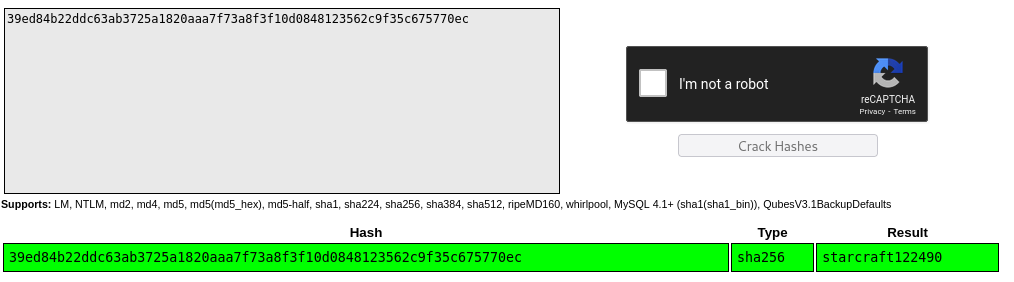 39ed84b22ddc63ab3725a1820aaa7f73a8f3f10d0848123562c9f35c675770ec
I'm not a robot
reCAPTCHA
Privacy - Terms
Crack Hashes
Supports: LM, NTLM, md2, md4, md5, md5(md5_hex), md5-half, sha1, sha224, sha256, sha384, sha512, ripeMD160, whirlpool, MySQL 4.1+ (sha1(sha1_bin)), QubesV3.1BackupDefaults
Hash Type Result
39ed84b22ddc63ab3725a1820aaa7f73a8f3f10d0848123562c9f35c675770ec sha256 starcraft122490